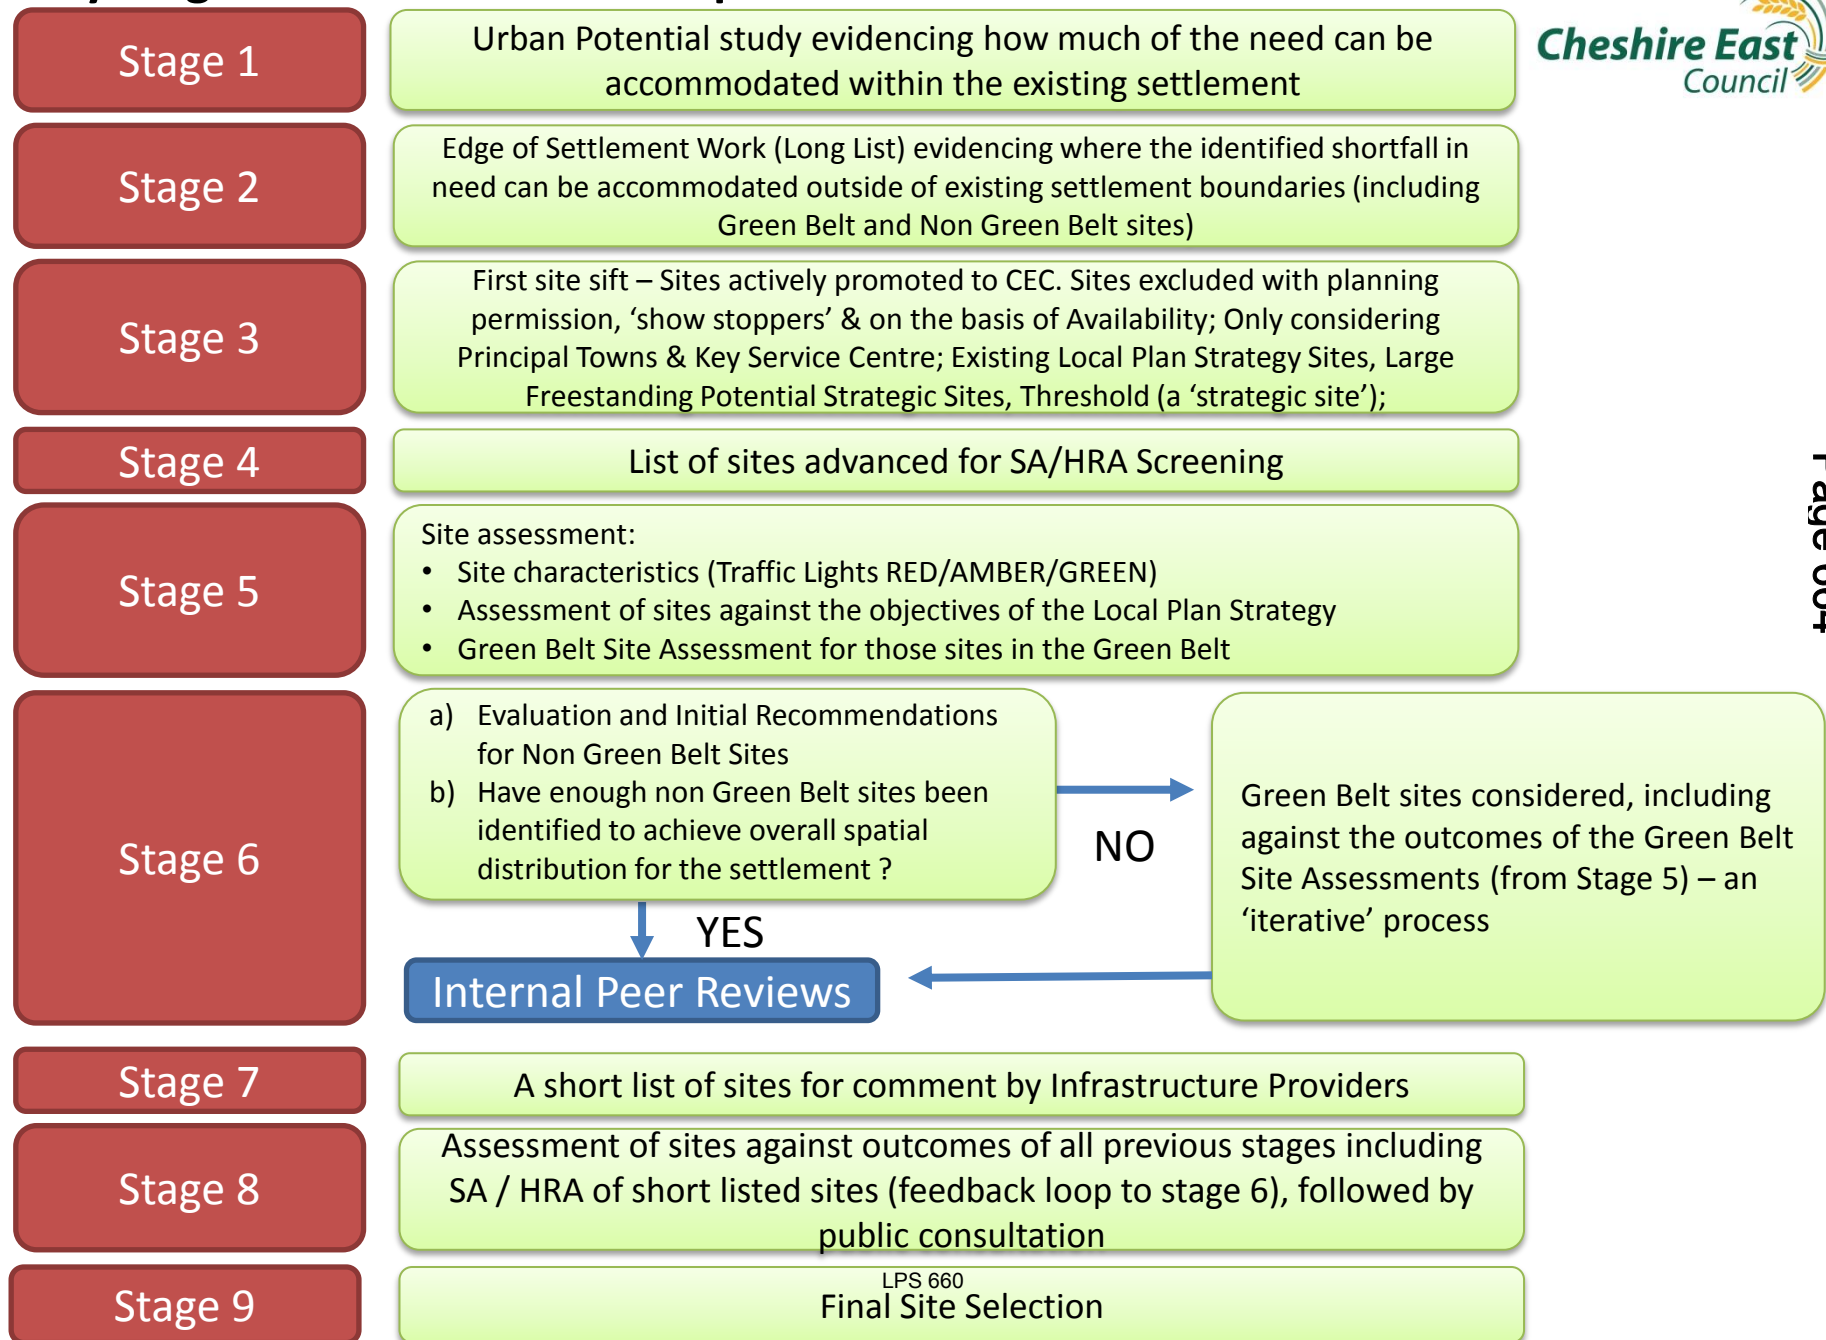 Cheshire East
Council
Stage 1
Urban Potential study evidencing how much of the need can be
accommodated within the existing settlement
Stage 2
Edge of Settlement Work (Long List) evidencing where the identified shortfall in
need can be accommodated outside of existing settlement boundaries (including
Green Belt and Non Green Belt sites)
Stage 3
First site sift – Sites actively promoted to CEC. Sites excluded with planning
permission, ‘show stoppers’ & on the basis of Availability; Only considering
Principal Towns & Key Service Centre; Existing Local Plan Strategy Sites, Large
Freestanding Potential Strategic Sites, Threshold (a ‘strategic site’);
Stage 4
List of sites advanced for SA/HRA Screening
Stage 5
Site assessment:
• Site characteristics (Traffic Lights RED/AMBER/GREEN)
• Assessment of sites against the objectives of the Local Plan Strategy
• Green Belt Site Assessment for those sites in the Green Belt
Stage 6
a) Evaluation and Initial Recommendations
for Non Green Belt Sites
b) Have enough non Green Belt sites been
identified to achieve overall spatial
distribution for the settlement ?
NO
Green Belt sites considered, including
against the outcomes of the Green Belt
Site Assessments (from Stage 5) – an
‘iterative’ process
YES
Internal Peer Reviews
Stage 7
A short list of sites for comment by Infrastructure Providers
Stage 8
Assessment of sites against outcomes of all previous stages including
SA / HRA of short listed sites (feedback loop to stage 6), followed by
public consultation
Stage 9
LPS 660
Final Site Selection
Page